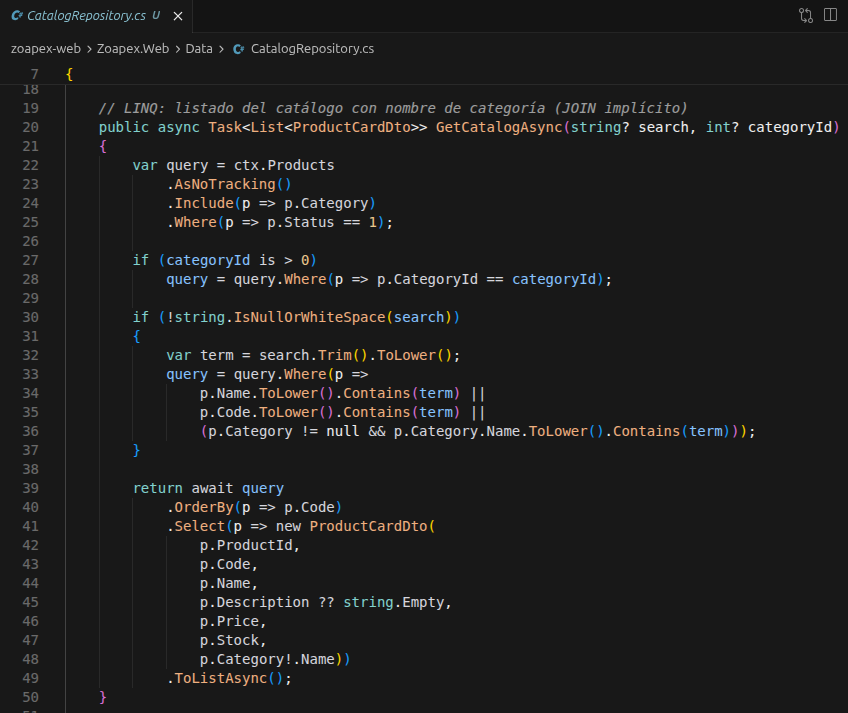 C# CatalogRepository.cs U ×
zoapex-web > Zoapex.Web > Data > C# CatalogRepository.cs
7 {
18
19 // LINQ: listado del catálogo con nombre de categoría (JOIN implícito)
20 public async Task<List<ProductCardDto>> GetCatalogAsync(string? search, int? categoryId)
21 {
22 var query = ctx.Products
23 .AsNoTracking()
24 .Include(p => p.Category)
25 .Where(p => p.Status == 1);
26
27 if (categoryId is > 0)
28 query = query.Where(p => p.CategoryId == categoryId);
29
30 if (!string.IsNullOrWhiteSpace(search))
31 {
32 var term = search.Trim().ToLower();
33 query = query.Where(p =>
34 p.Name.ToLower().Contains(term) ||
35 p.Code.ToLower().Contains(term) ||
36 (p.Category != null && p.Category.Name.ToLower().Contains(term)));
37 }
38
39 return await query
40 .OrderBy(p => p.Code)
41 .Select(p => new ProductCardDto(
42 p.ProductId,
43 p.Code,
44 p.Name,
45 p.Description ?? string.Empty,
46 p.Price,
47 p.Stock,
48 p.Category!.Name))
49 .ToListAsync();
50 }